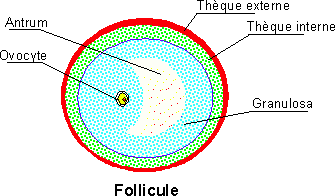 Thèque externe
Antrum
Thèque interne
Ovocyte
Granulosa
Follicule